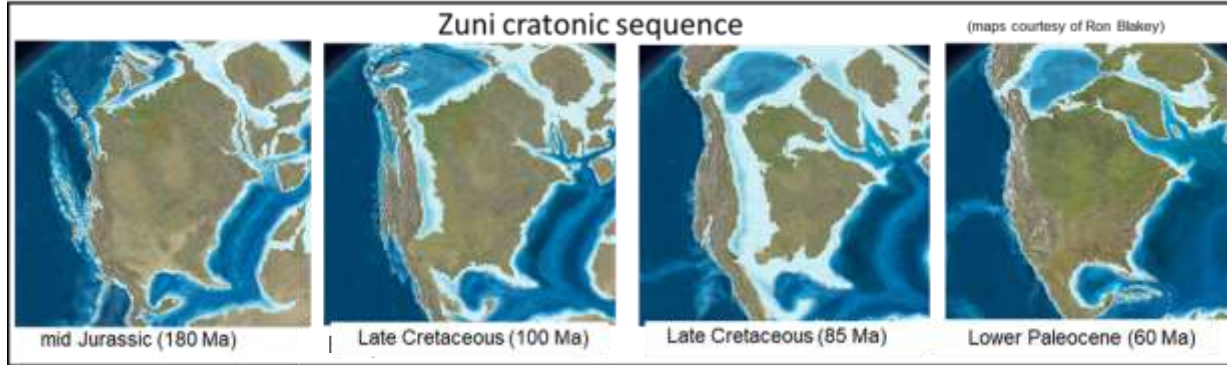 Zuni cratonic sequence
(maps courtesy of Ron Blakey)
mid Jurassic (180 Ma)
Late Cretaceous (100 Ma)
Late Cretaceous (85 Ma)
Lower Paleocene (60 Ma)